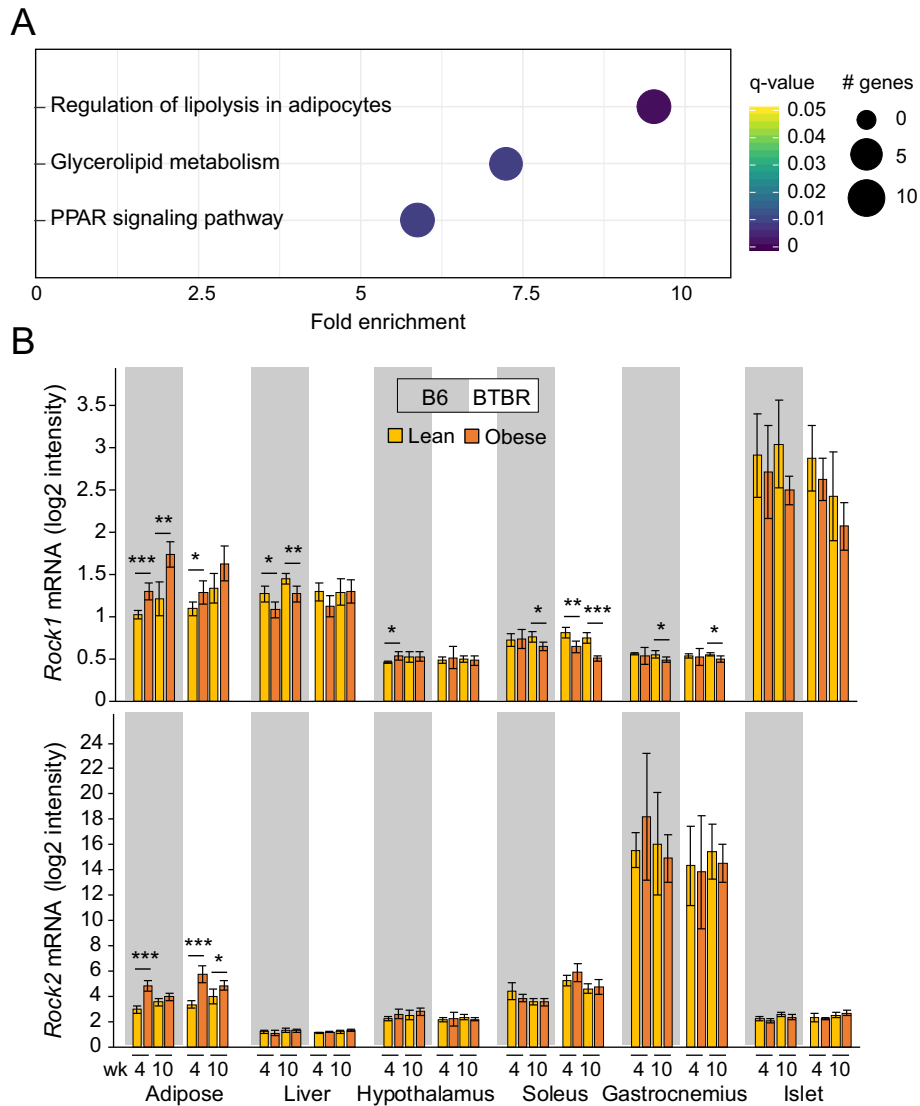 A
Regulation of lipolysis in adipocytes
Glycerolipid metabolism
PPAR signaling pathway
0 2.5 5 7.5 10
Fold enrichment
q-value
0.05
0.04
0.03
0.02
0.01
0
# genes
0
5
10
B
Rock1 mRNA (log2 intensity)
3.5
3
2.5
2
1.5
1
0.5
0
B6 BTBR
Lean Obese
*** ** * * ** * * ** *** * *
Rock2 mRNA (log2 intensity)
24
22
20
18
16
14
12
10
8
6
4
2
0
*** *** *
wk 4 10 4 10 4 10 4 10 4 10 4 10 4 10 4 10 4 10 4 10 4 10 4 10
Adipose Liver Hypothalamus Soleus Gastrocnemius Islet